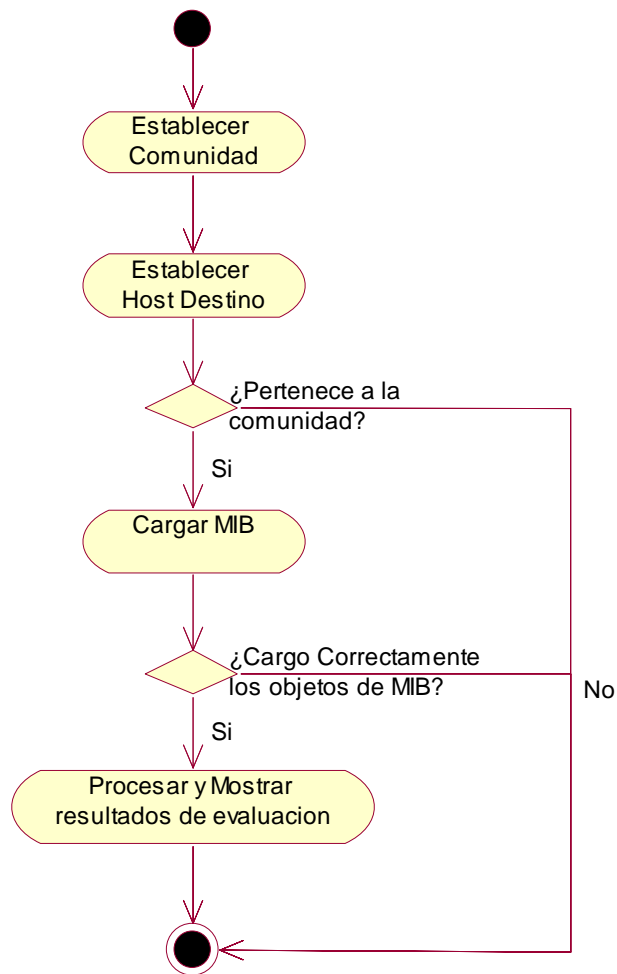 Establecer
Comunidad
Establecer
Host Destino
¿Pertenece a la
comunidad?
Si
Cargar MIB
¿Cargo Correctamente
los objetos de MIB?
No
Si
Procesar y Mostrar
resultados de evaluacion